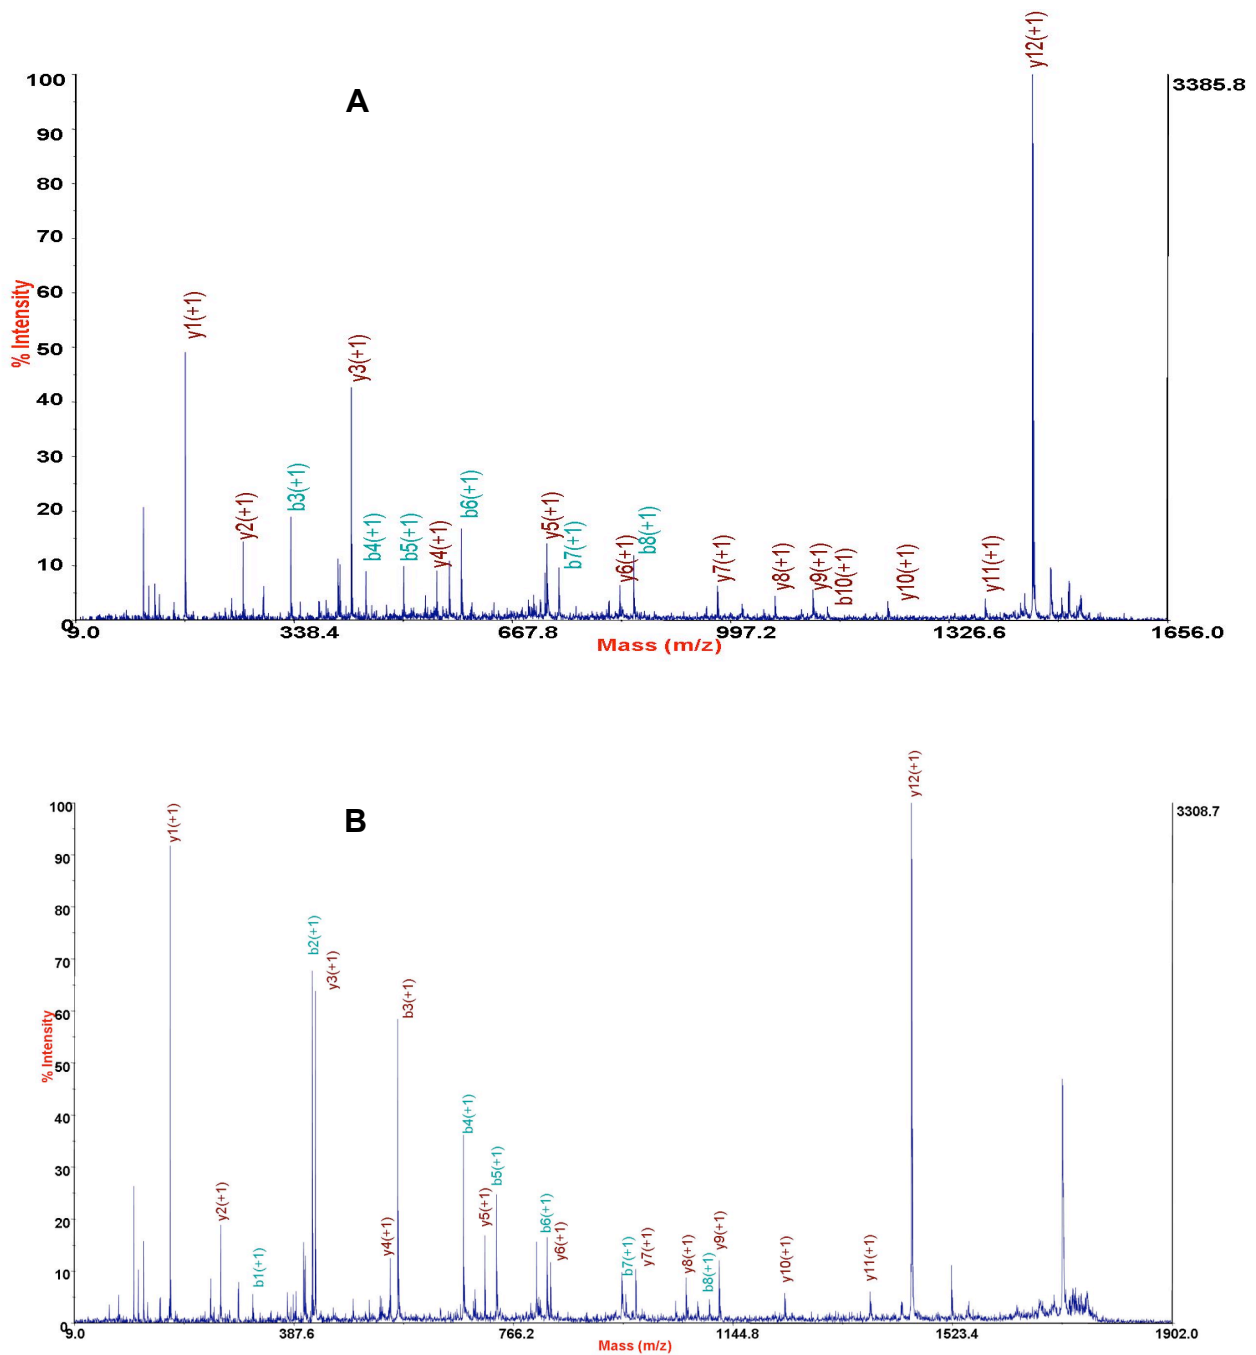 y12(+1)
100
3385.8
A
90
80
70
60
y1(+1)
% Intensity
50
y3(+1)
40
30
b3(+1)
b6(+1)
20
y2(+1)
b4(+1)
b5(+1)
y4(+1)
y5(+1)
b7(+1)
b8(+1)
10
y6(+1)
y7(+1)
y8(+1)
y9(+1)
b10(+1)
y10(+1)
y11(+1)
0
9.0
338.4
667.8
997.2
1326.6
1656.0
Mass (m/z)
y12(+1)
100
B
3308.7
y1(+1)
90
80
70
b2(+1)
y3(+1)
60
b3(+1)
% Intensity
50
40
b4(+1)
30
b5(+1)
20
y2(+1)
y4(+1)
y5(+1)
b6(+1)
y6(+1)
10
b1(+1)
b7(+1)
y7(+1)
y8(+1)
b8(+1)
y9(+1)
y10(+1)
y11(+1)
0
9.0
387.6
766.2
1144.8
1523.4
1902.0
Mass (m/z)